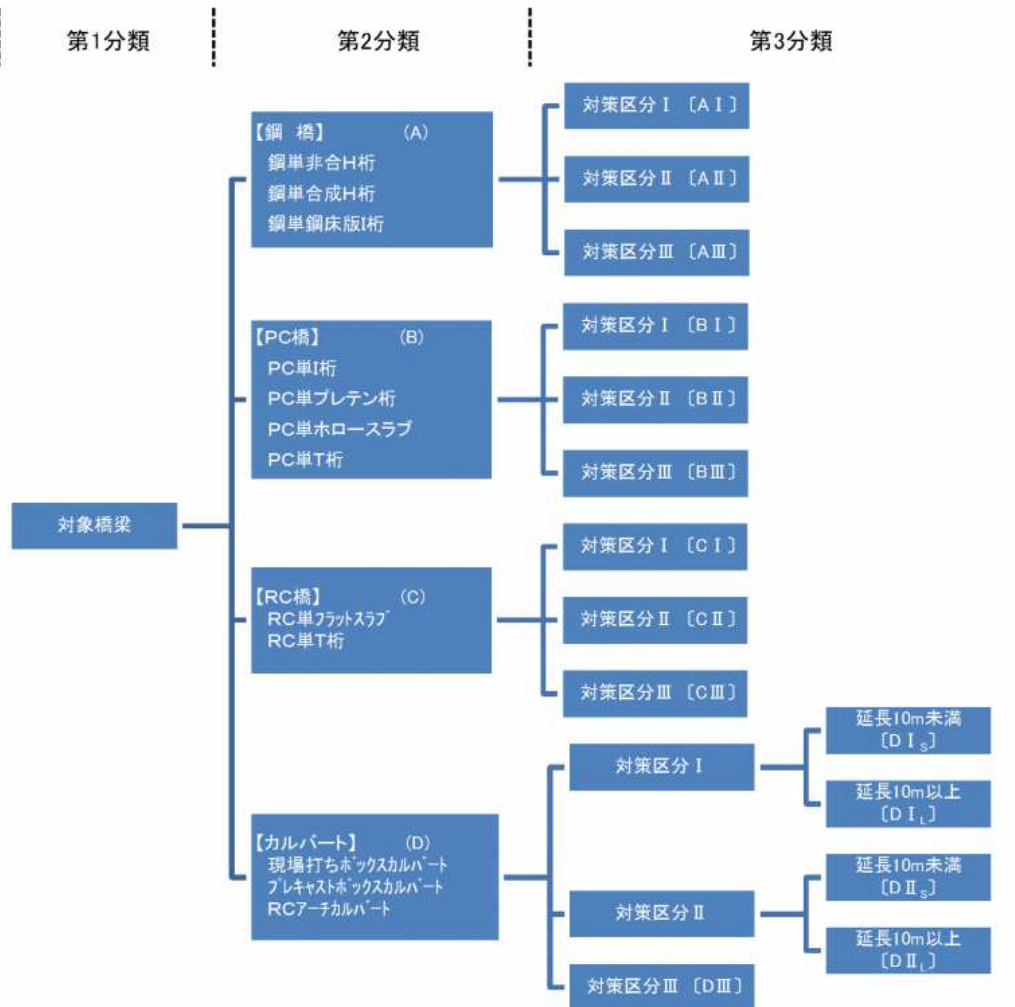 第1分類
第2分類
第3分類
対象橋梁
【鋼 橋】 (A)
鋼単非合H桁
鋼単合成H桁
鋼単鋼床版I桁
対策区分Ⅰ 〔AⅠ〕
対策区分Ⅱ 〔AⅡ〕
対策区分Ⅲ 〔AⅢ〕
【PC橋】 (B)
PC単I桁
PC単プレテン桁
PC単ホロースラブ
PC単T桁
対策区分Ⅰ 〔BⅠ〕
対策区分Ⅱ 〔BⅡ〕
対策区分Ⅲ 〔BⅢ〕
【RC橋】 (C)
RC単フラットスラブ
RC単T桁
対策区分Ⅰ 〔CⅠ〕
対策区分Ⅱ 〔CⅡ〕
対策区分Ⅲ 〔CⅢ〕
【カルバート】 (D)
現場打ちボックスカルバート
プレキャストボックスカルバート
RCアーチカルバート
対策区分Ⅰ
延長10m未満
〔DⅠS〕
延長10m以上
〔DⅠL〕
対策区分Ⅱ
延長10m未満
〔DⅡS〕
延長10m以上
〔DⅡL〕
対策区分Ⅲ 〔DⅢ〕